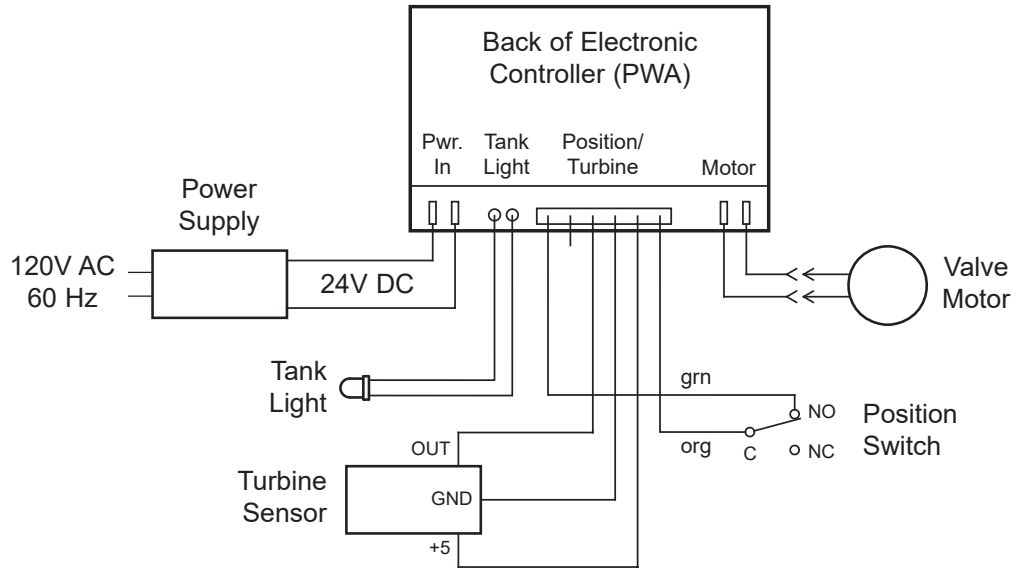 Back of Electronic
Controller (PWA)
Pwr.
In
Tank
Light
Position/
Turbine
Motor
Power
Supply
120V AC
60 Hz
24V DC
Valve
Motor
Tank
Light
grn
NO
org
C
NC
Position
Switch
OUT
GND
+5
Turbine
Sensor